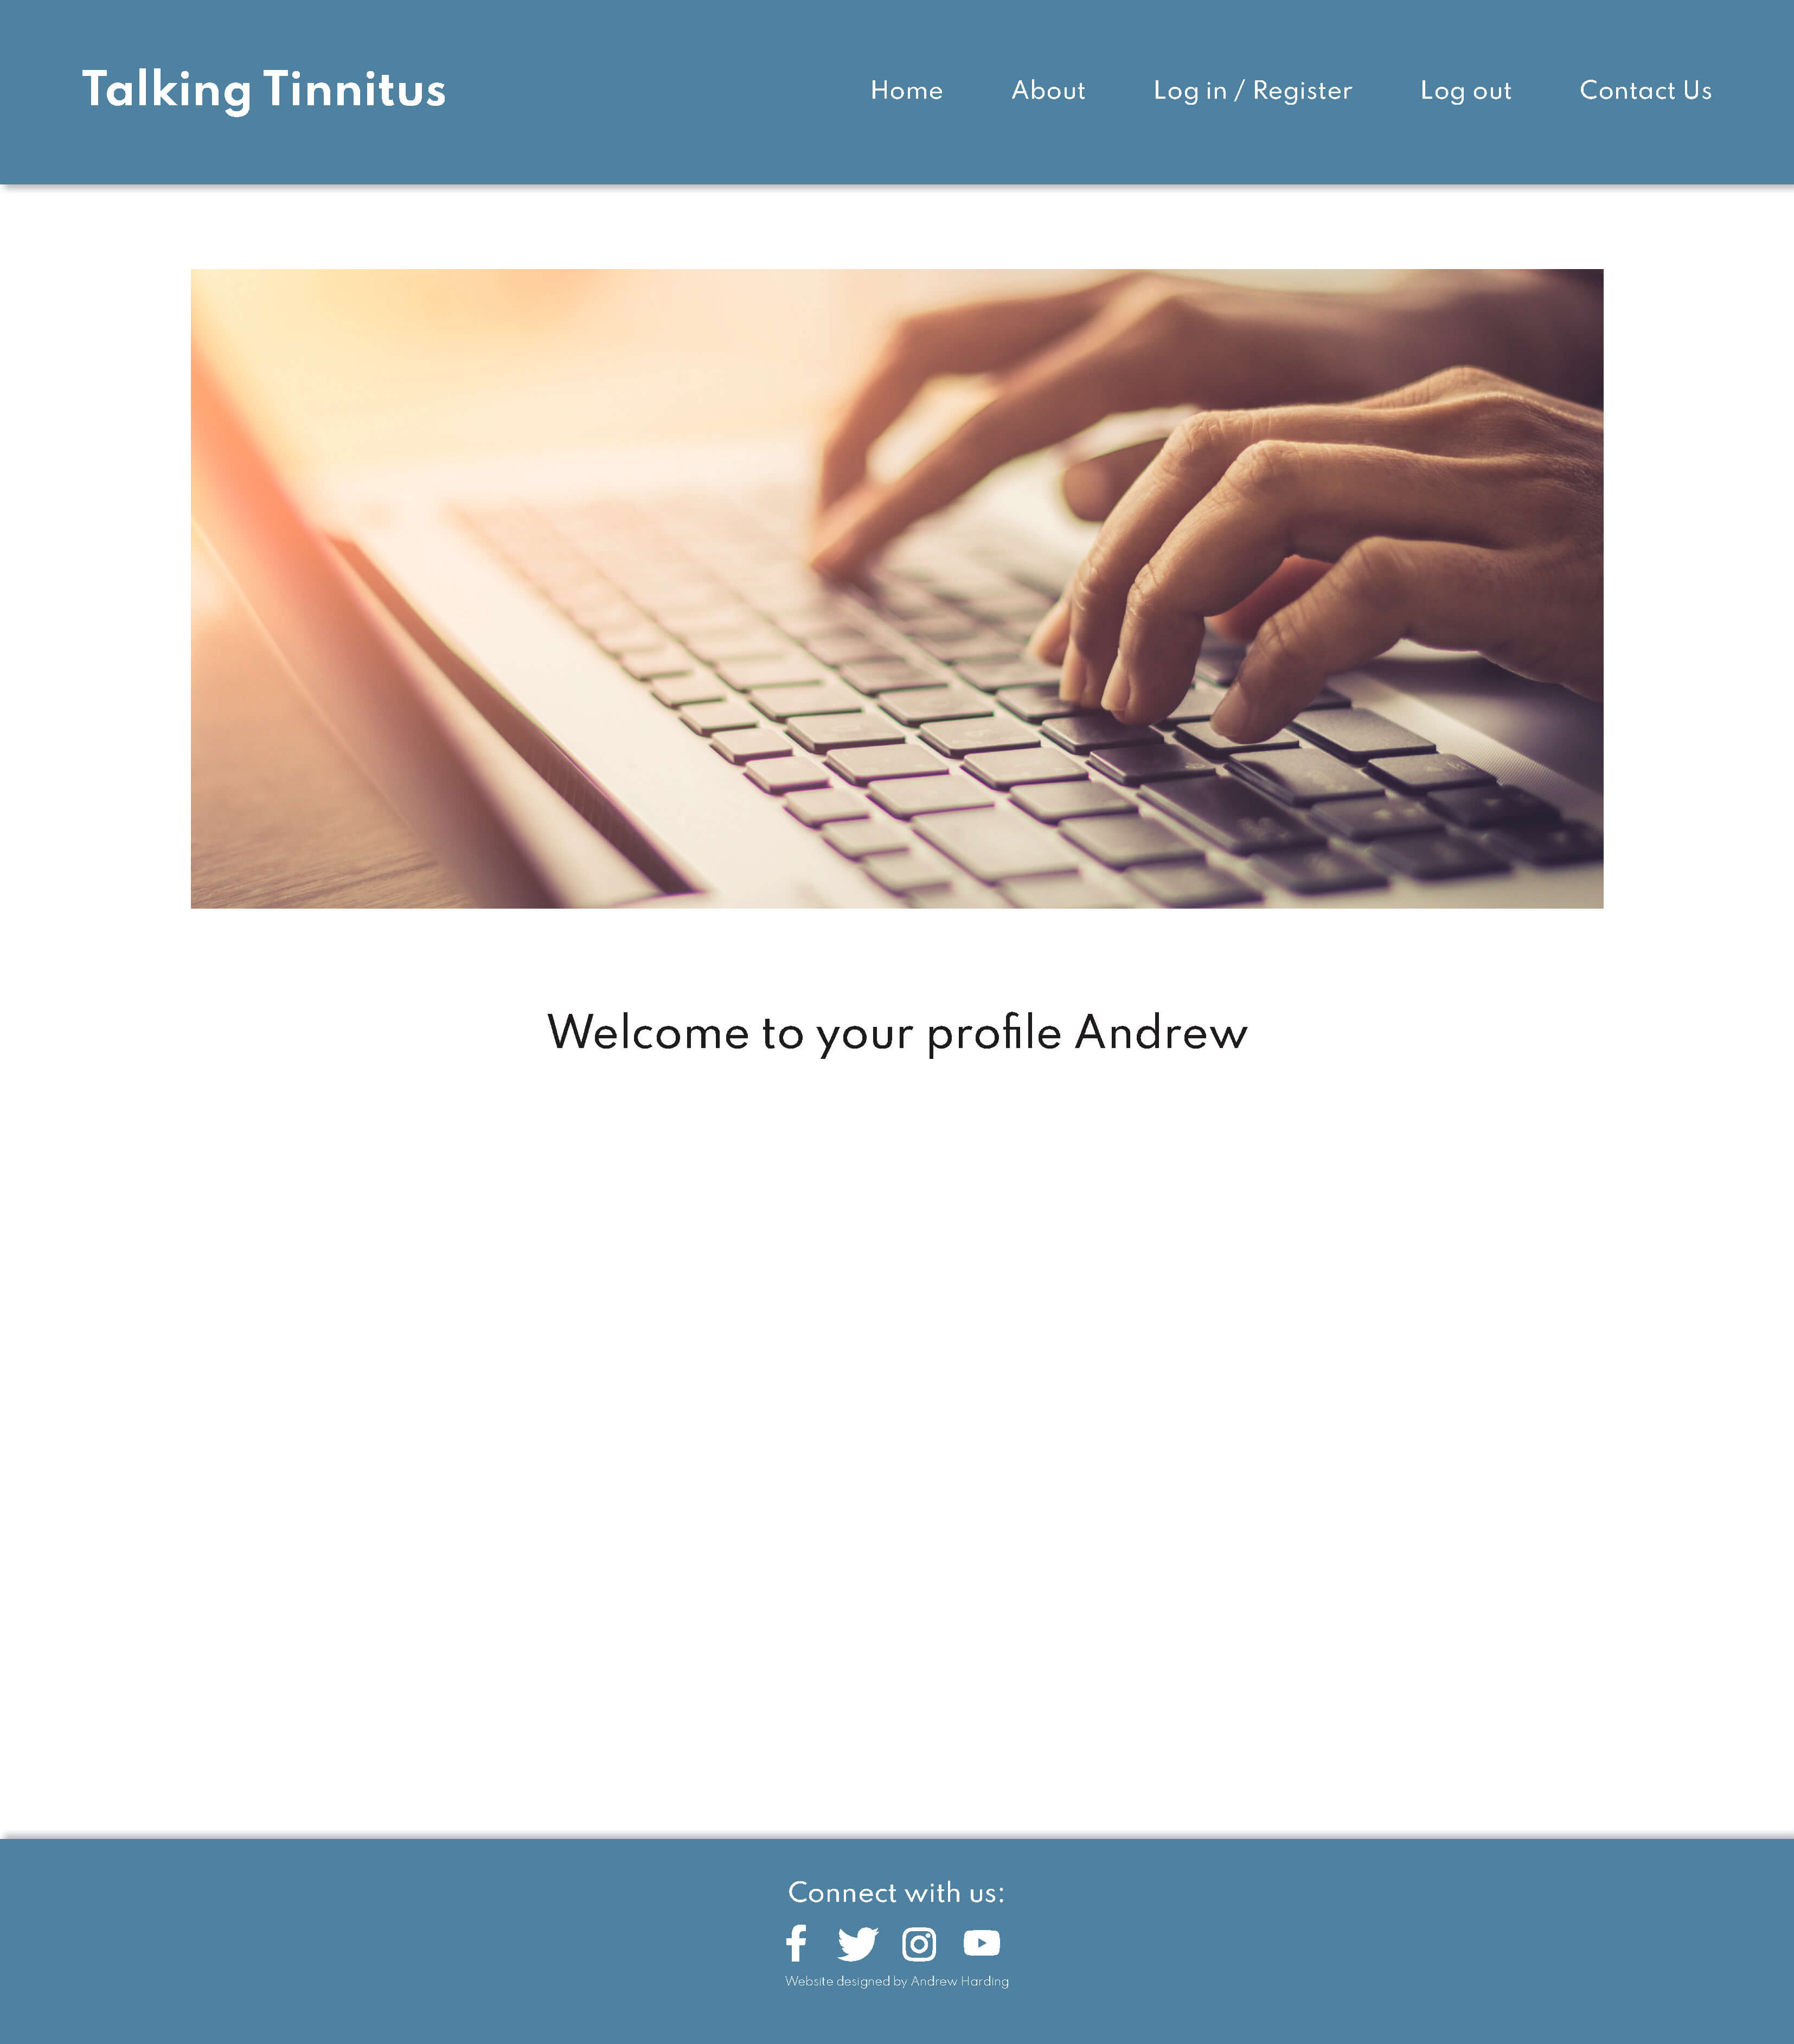 Talking Tinnitus
Home About Log in / Register Log out Contact Us
Welcome to your profile Andrew
Connect with us:
Website designed by Andrew Harding